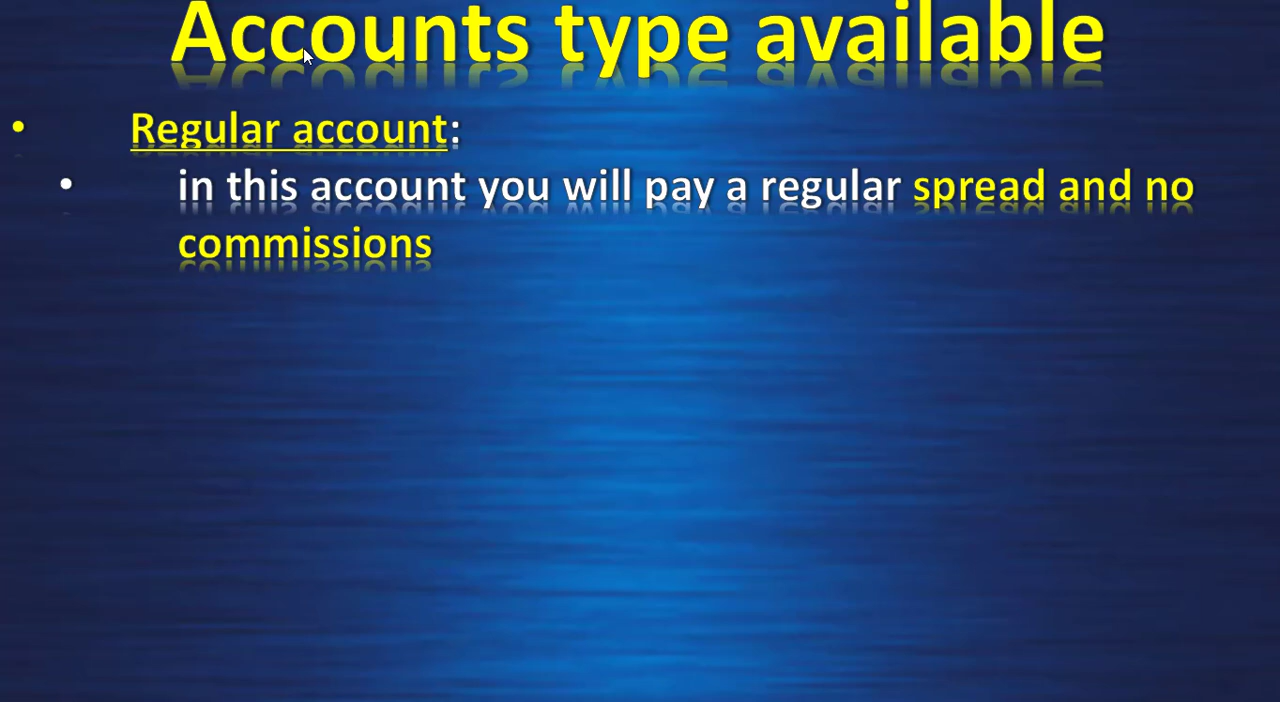 Accounts type available
• Regular account:
• in this account you will pay a regular spread and no
commissions